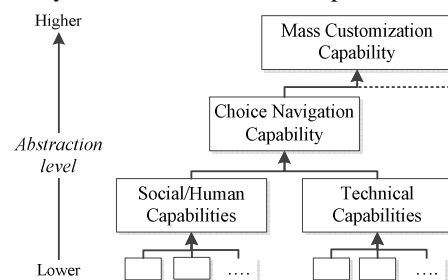 Higher
Mass Customization
Capability
Choice Navigation
Capability
Abstraction
level
Social/Human
Capabilities
Technical
Capabilities
Lower
....
....